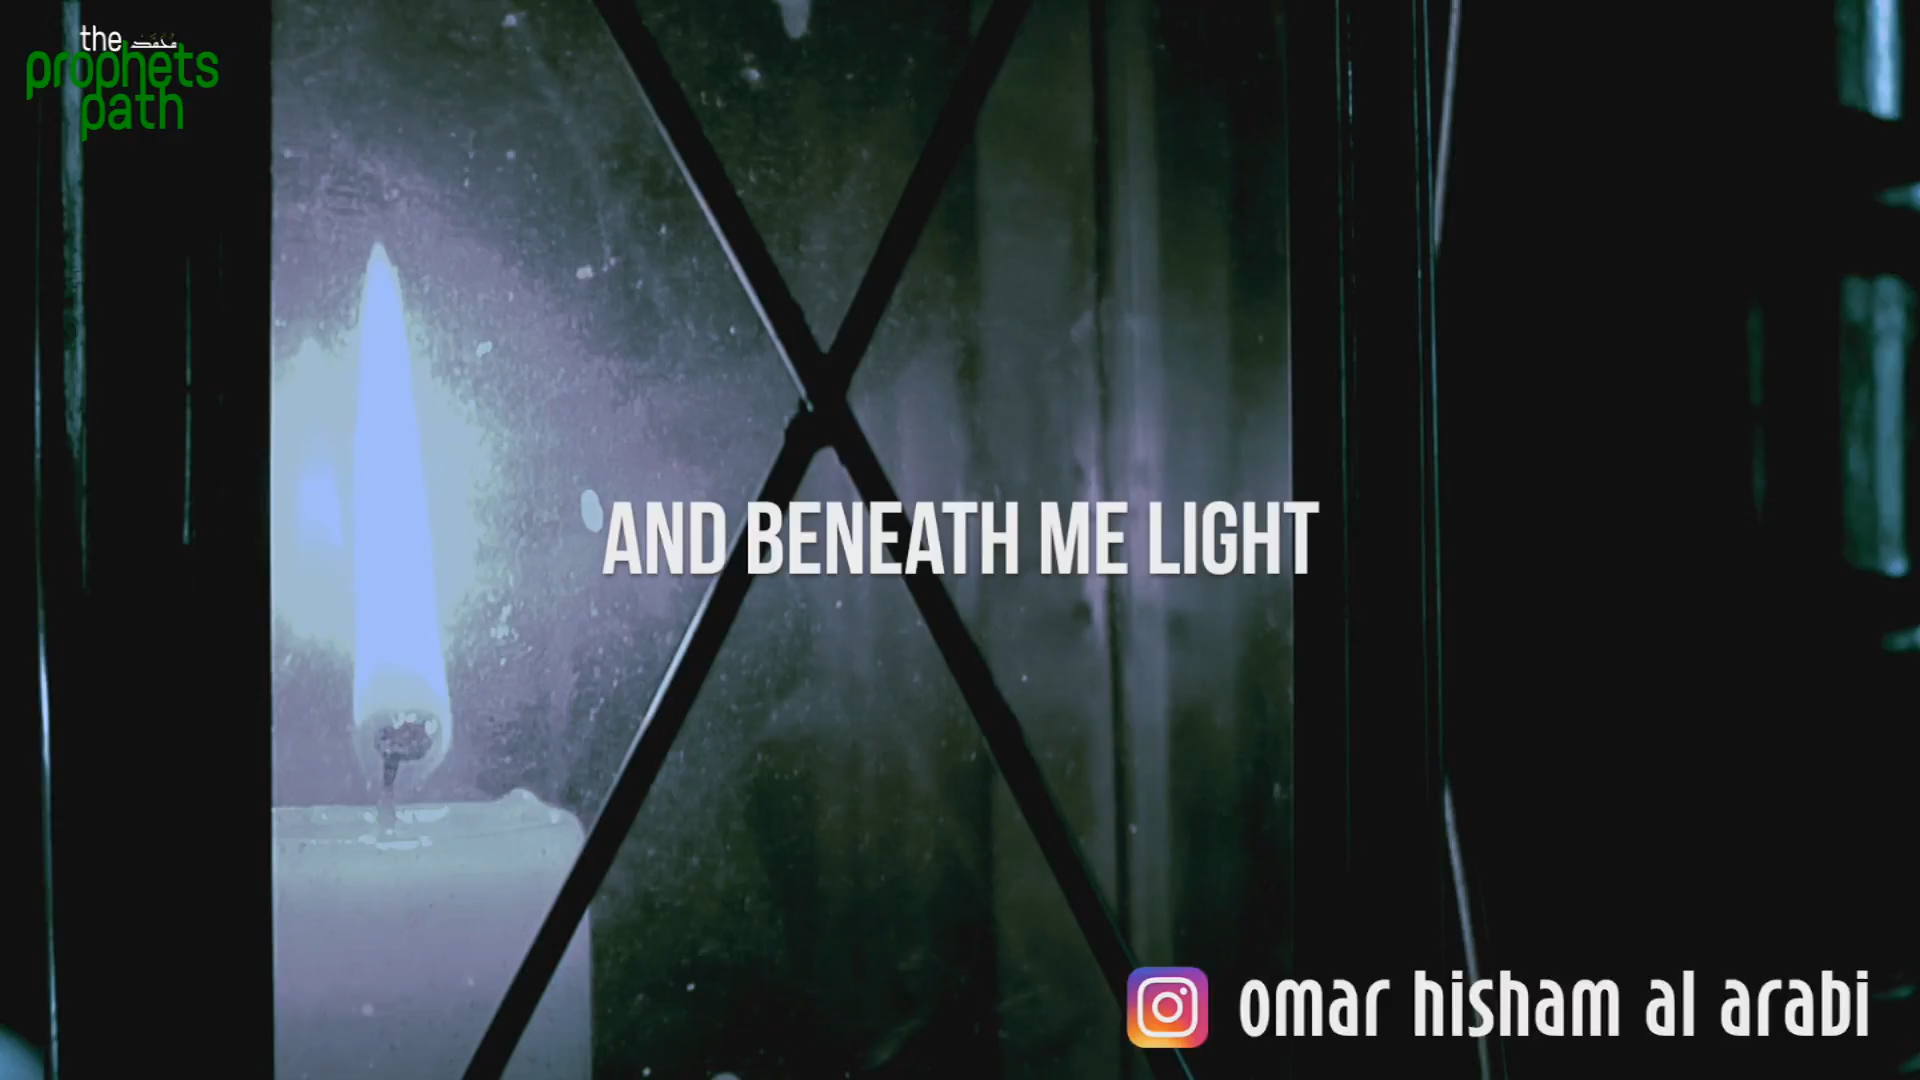 the مُحَمَّد
prophets
path
AND BENEATH ME LIGHT
omar hisham al arabi